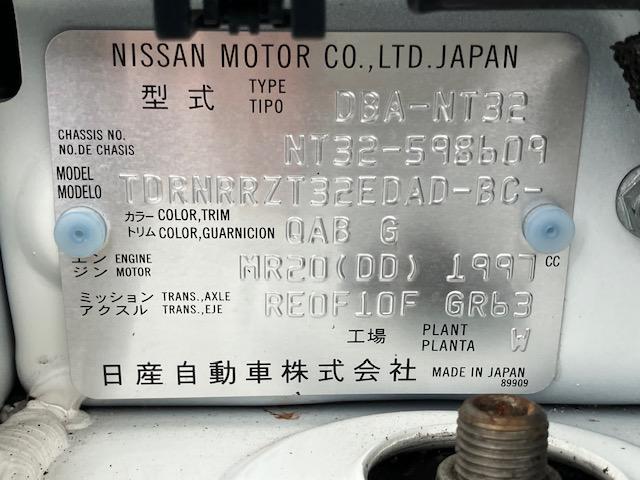 NISSAN MOTOR CO.,LTD.JAPAN
型式 TYPE TIPO DBA-NT32
CHASSIS NO. NO.DE CHASIS NT32-598609
MODEL MODELO TDRNRRZT32EDAD-BC-
カラー COLOR,TRIM トリム COLOR,GUARNICION QAB G
エン ENGINE ジン MOTOR MR20(DD) 1997 CC
ミッション TRANS.,AXLE アクスル TRANS.,EJE RE0F10F GR63
工場 PLANT PLANTA W
日産自動車株式会社 MADE IN JAPAN
89909